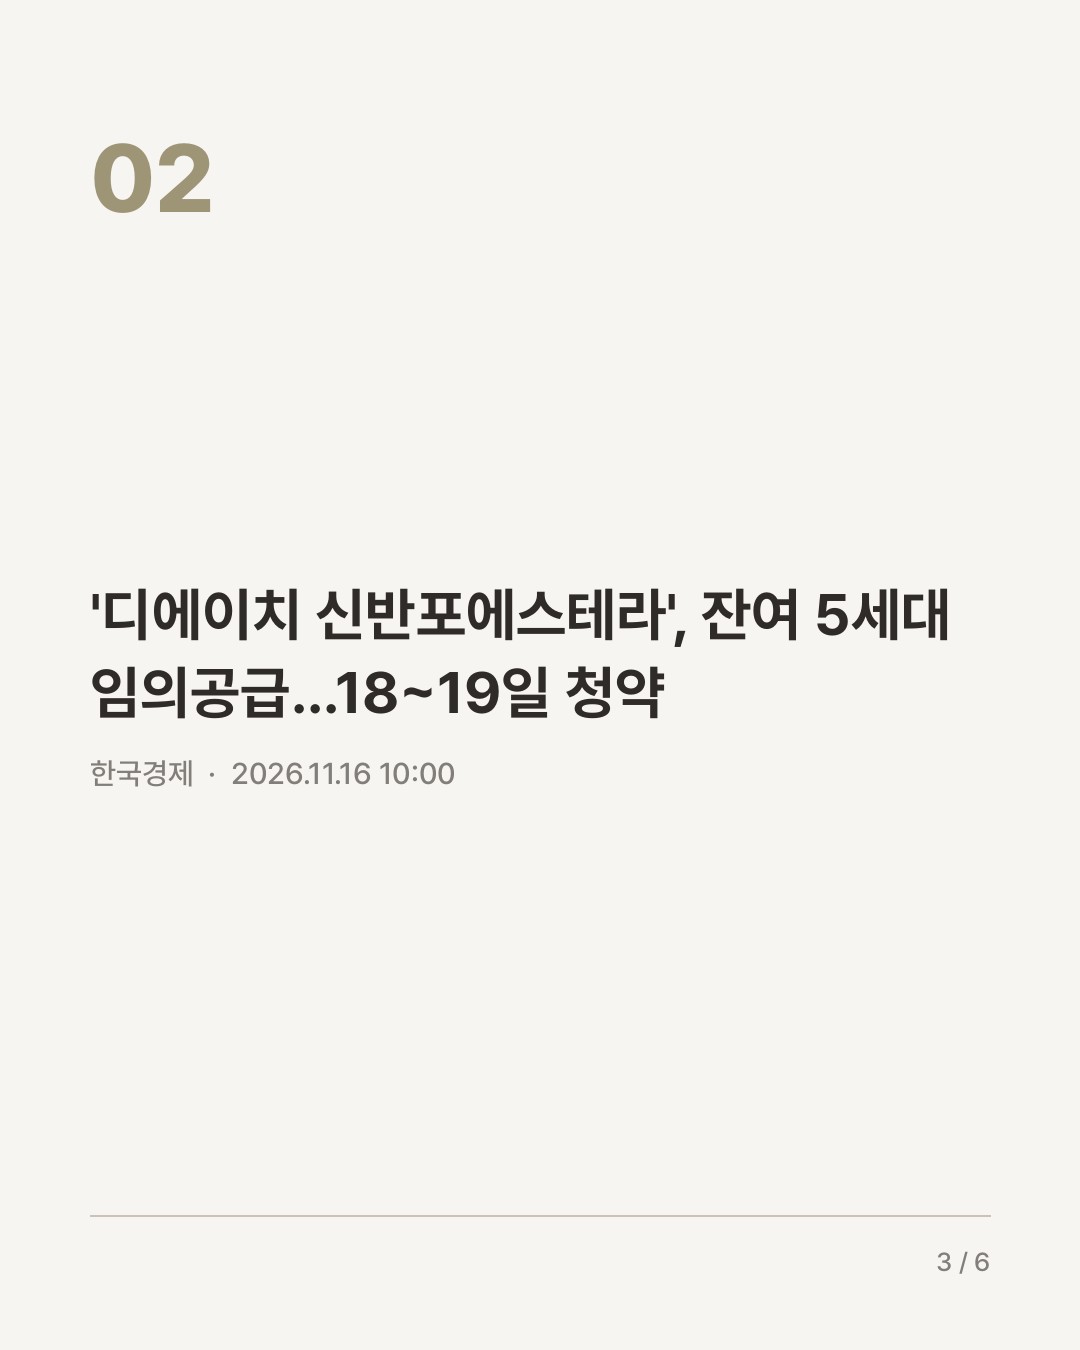 02
'디에이치 신반포에스테라', 잔여 5세대
임의공급...18~19일 청약
한국경제 · 2026.11.16 10:00
3 / 6